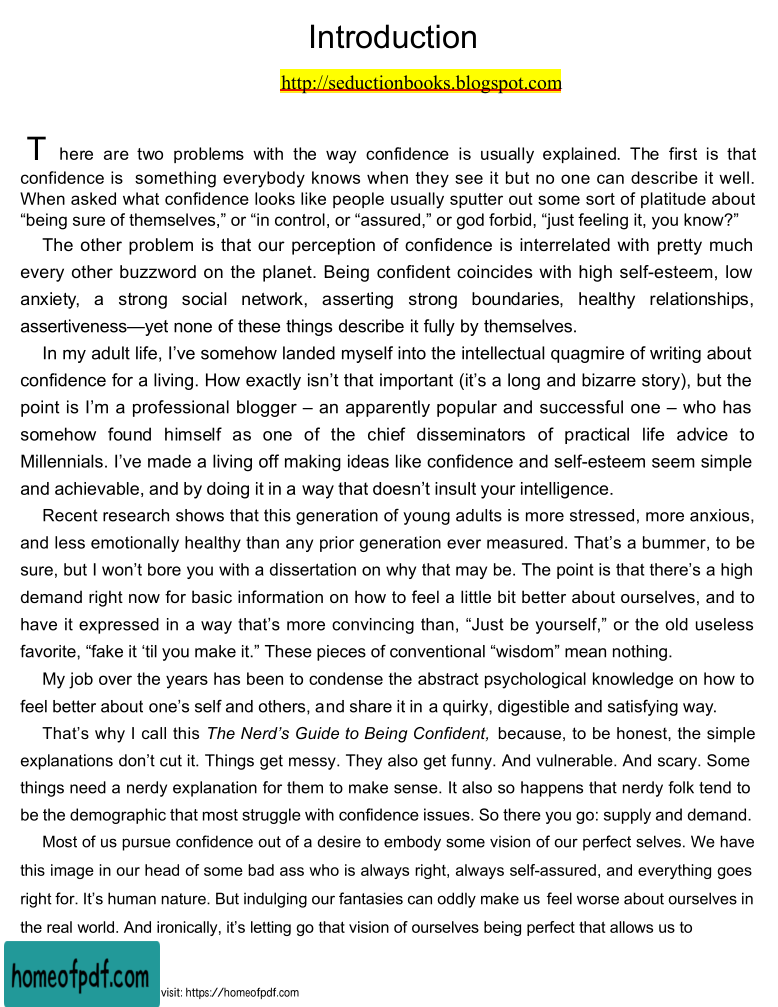 Introduction
http://seductionbooks.blogspot.com
There are two problems with the way confidence is usually explained. The first is that
confidence is something everybody knows when they see it but no one can describe it well.
When asked what confidence looks like people usually sputter out some sort of platitude about
“being sure of themselves,” or “in control, or “assured,” or god forbid, “just feeling it, you know?”
The other problem is that our perception of confidence is interrelated with pretty much
every other buzzword on the planet. Being confident coincides with high self-esteem, low
anxiety, a strong social network, asserting strong boundaries, healthy relationships,
assertiveness—yet none of these things describe it fully by themselves.
In my adult life, I’ve somehow landed myself into the intellectual quagmire of writing about
confidence for a living. How exactly isn’t that important (it’s a long and bizarre story), but the
point is I’m a professional blogger – an apparently popular and successful one – who has
somehow found himself as one of the chief disseminators of practical life advice to
Millennials. I’ve made a living off making ideas like confidence and self-esteem seem simple
and achievable, and by doing it in a way that doesn’t insult your intelligence.
Recent research shows that this generation of young adults is more stressed, more anxious,
and less emotionally healthy than any prior generation ever measured. That’s a bummer, to be
sure, but I won’t bore you with a dissertation on why that may be. The point is that there’s a high
demand right now for basic information on how to feel a little bit better about ourselves, and to
have it expressed in a way that’s more convincing than, “Just be yourself,” or the old useless
favorite, “fake it ‘til you make it.” These pieces of conventional “wisdom” mean nothing.
My job over the years has been to condense the abstract psychological knowledge on how to
feel better about one’s self and others, and share it in a quirky, digestible and satisfying way.
That’s why I call this The Nerd’s Guide to Being Confident, because, to be honest, the simple
explanations don’t cut it. Things get messy. They also get funny. And vulnerable. And scary. Some
things need a nerdy explanation for them to make sense. It also so happens that nerdy folk tend to
be the demographic that most struggle with confidence issues. So there you go: supply and demand.
Most of us pursue confidence out of a desire to embody some vision of our perfect selves. We have
this image in our head of some bad ass who is always right, always self-assured, and everything goes
right for. It’s human nature. But indulging our fantasies can oddly make us feel worse about ourselves in
the real world. And ironically, it’s letting go that vision of ourselves being perfect that allows us to
homeofpdf.com
visit: https://homeofpdf.com